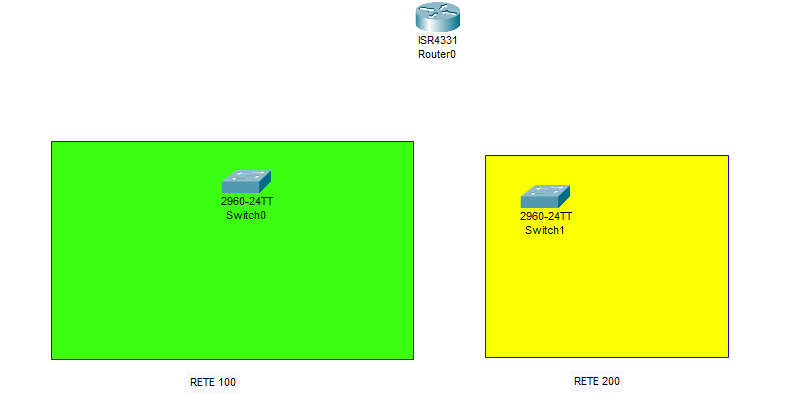 ISR4331
Router0
2960-24TT
Switch0
2960-24TT
Switch1
RETE 100
RETE 200